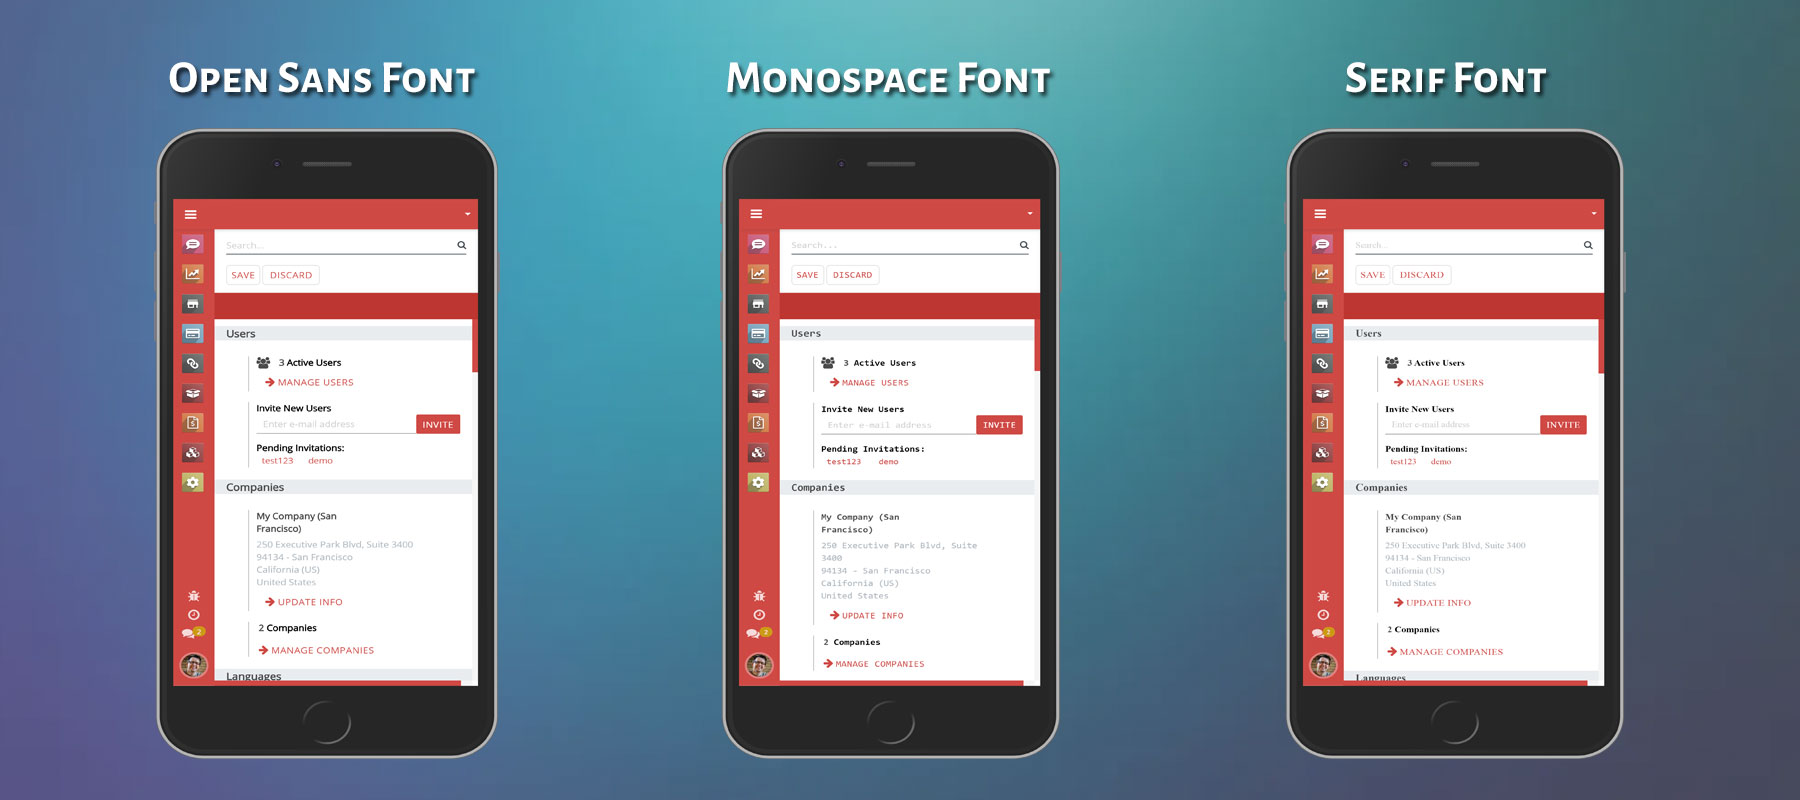 Open Sans Font
Search...
SAVE DISCARD
Users
3 Active Users
MANAGE USERS
Invite New Users
Enter e-mail address INVITE
Pending Invitations:
test123 demo
Companies
My Company (San
Francisco)
250 Executive Park Blvd, Suite 3400
94134 - San Francisco
California (US)
United States
UPDATE INFO
2
2 Companies
MANAGE COMPANIES
Languages
Monospace Font
Search...
SAVE DISCARD
Users
3 Active Users
MANAGE USERS
Invite New Users
Enter e-mail address INVITE
Pending Invitations:
test123 demo
Companies
My Company (San
Francisco)
250 Executive Park Blvd, Suite
3400
94134 - San Francisco
California (US)
United States
UPDATE INFO
2
2 Companies
MANAGE COMPANIES
Serif Font
Search...
SAVE DISCARD
Users
3 Active Users
MANAGE USERS
Invite New Users
Enter e-mail address INVITE
Pending Invitations:
test123 demo
Companies
My Company (San
Francisco)
250 Executive Park Blvd, Suite 3400
94134 - San Francisco
California (US)
United States
UPDATE INFO
2
2 Companies
MANAGE COMPANIES
Languages